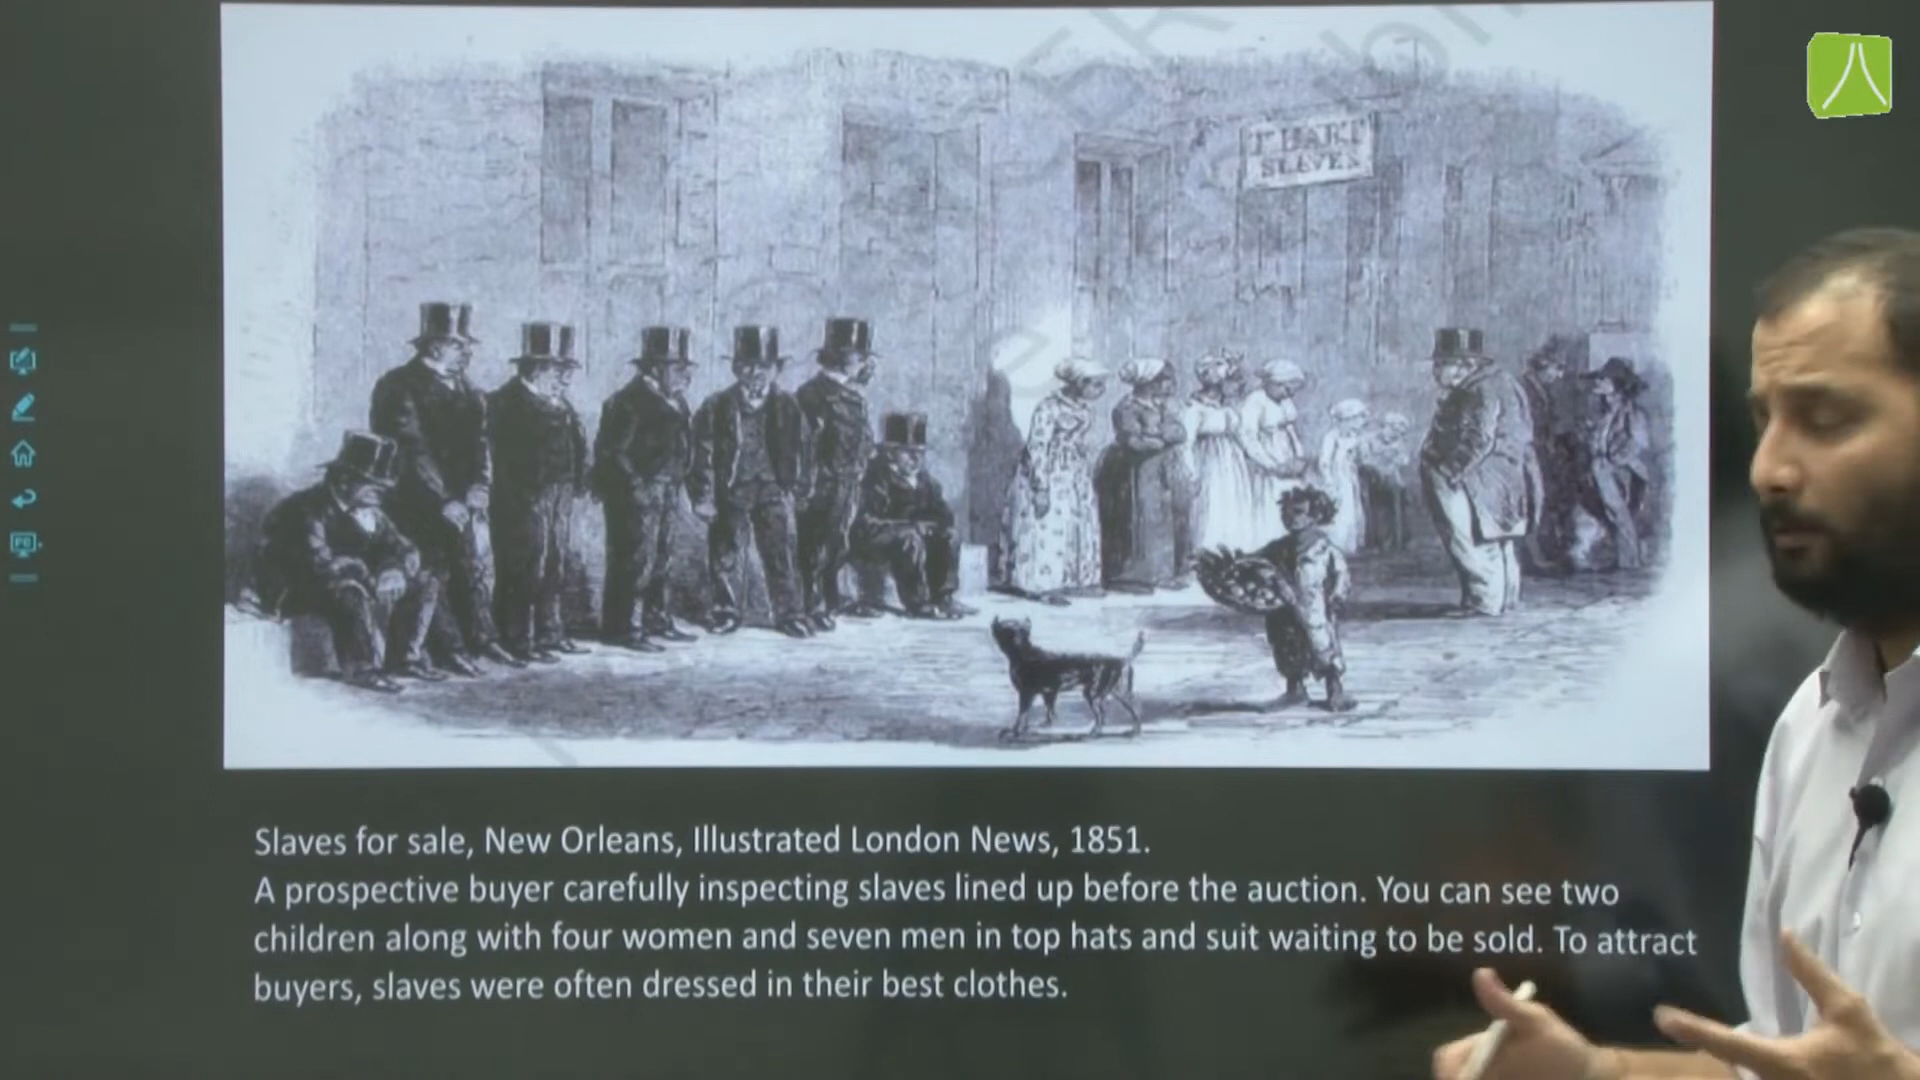 T HART
SLAVES
Slaves for sale, New Orleans, Illustrated London News, 1851.
A prospective buyer carefully inspecting slaves lined up before the auction. You can see two
children along with four women and seven men in top hats and suit waiting to be sold. To attract
buyers, slaves were often dressed in their best clothes.